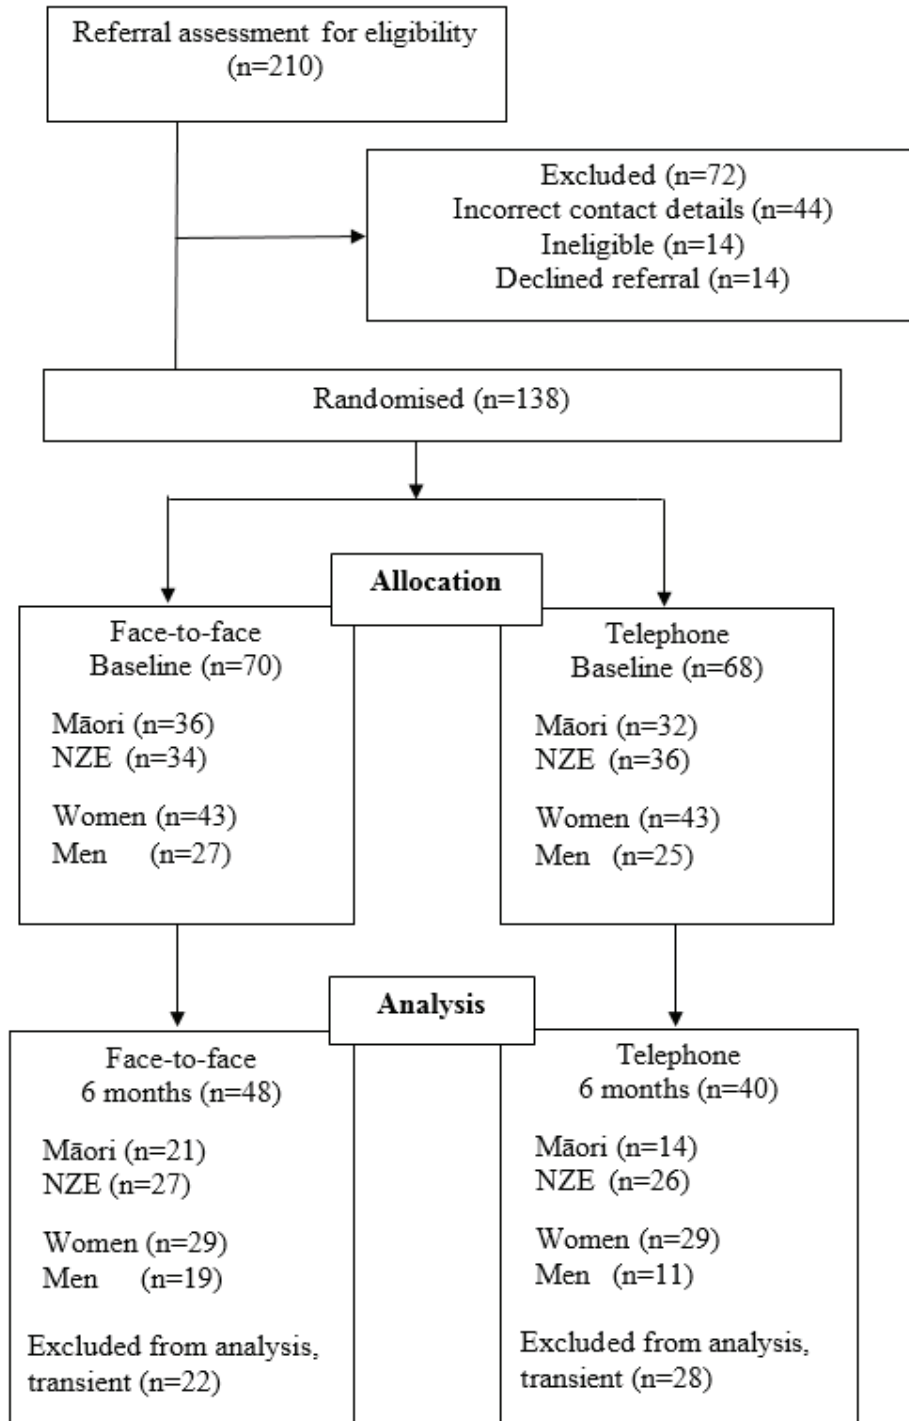 Referral assessment for eligibility
(n=210)
Excluded (n=72)
Incorrect contact details (n=44)
Ineligible (n=14)
Declined referral (n=14)
Randomised (n=138)
Allocation
Face-to-face
Baseline (n=70)
Māori (n=36)
NZE (n=34)
Women (n=43)
Men (n=27)
Telephone
Baseline (n=68)
Māori (n=32)
NZE (n=36)
Women (n=43)
Men (n=25)
Analysis
Face-to-face
6 months (n=48)
Māori (n=21)
NZE (n=27)
Women (n=29)
Men (n=19)
Excluded from analysis,
transient (n=22)
Telephone
6 months (n=40)
Māori (n=14)
NZE (n=26)
Women (n=29)
Men (n=11)
Excluded from analysis,
transient (n=28)